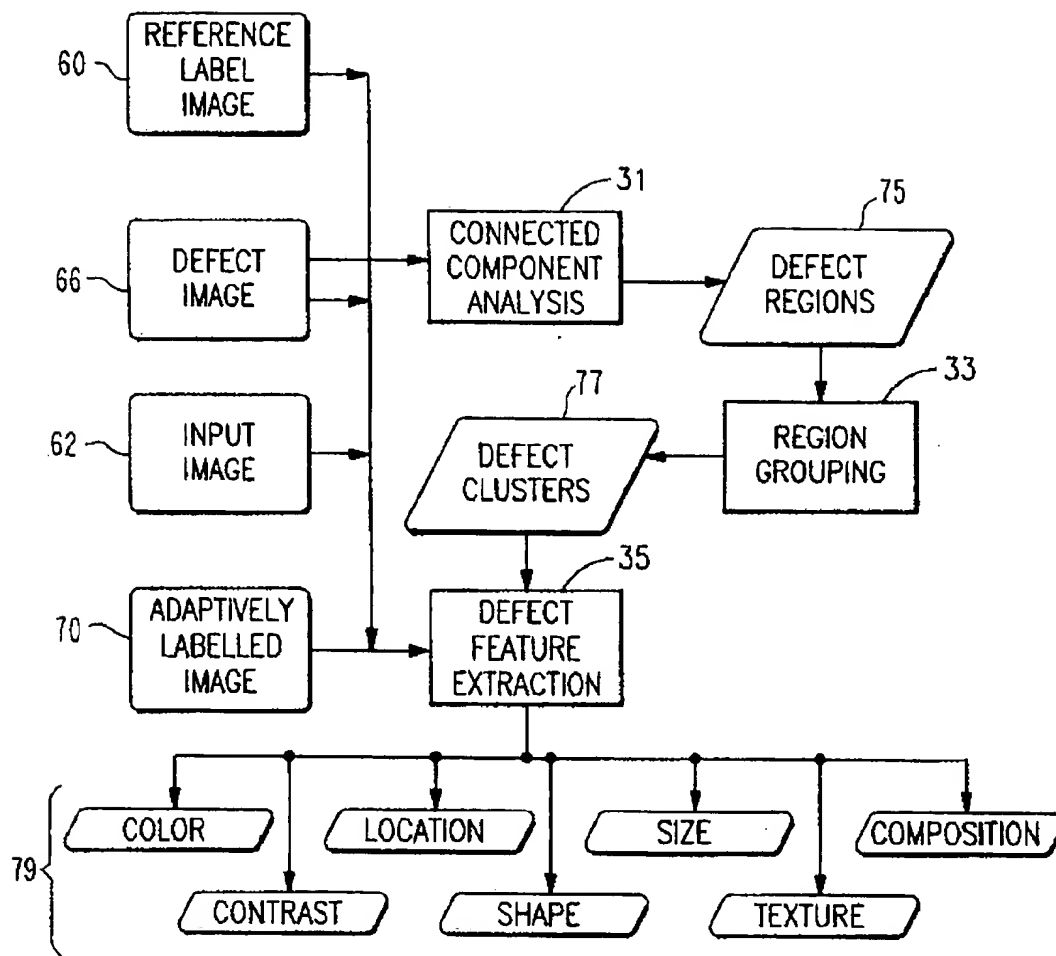 60
REFERENCE
LABEL
IMAGE
66
DEFECT
IMAGE
31
CONNECTED
COMPONENT
ANALYSIS
75
DEFECT
REGIONS
62
INPUT
IMAGE
77
DEFECT
CLUSTERS
33
REGION
GROUPING
70
ADAPTIVELY
LABELLED
IMAGE
35
DEFECT
FEATURE
EXTRACTION
79
COLOR
LOCATION
SIZE
COMPOSITION
CONTRAST
SHAPE
TEXTURE